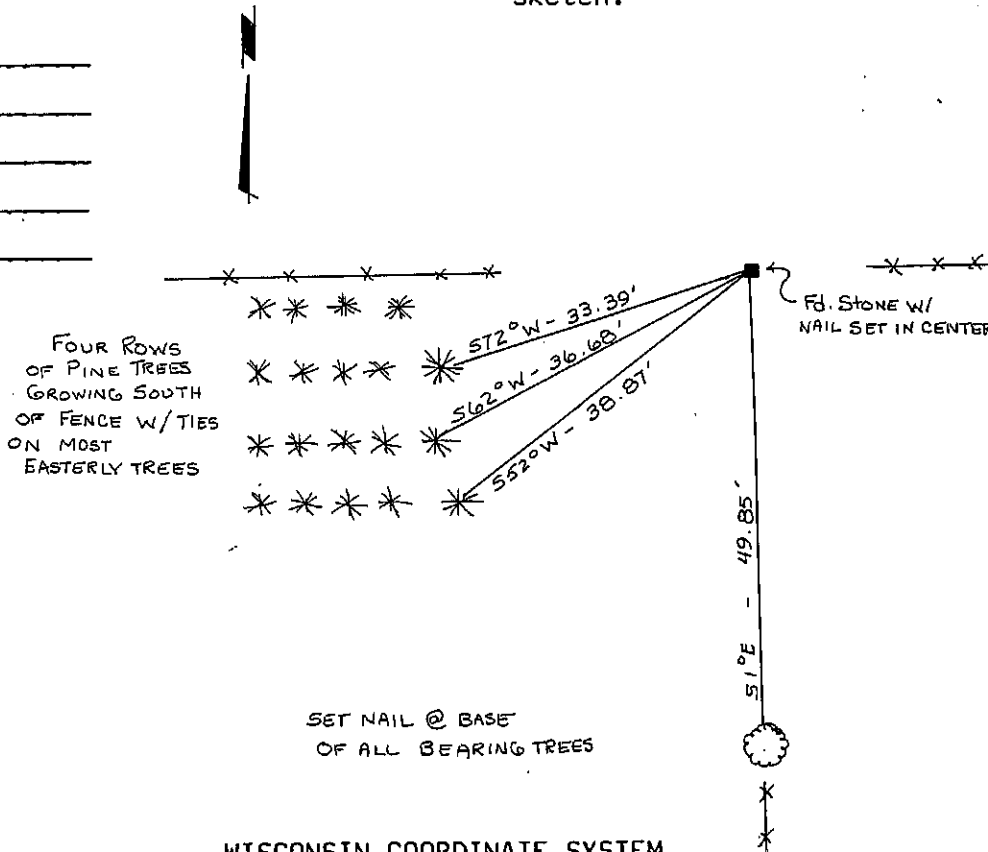 sketch.
S72°W - 33.39'
S62°W - 36.68'
S52°W - 38.87'
Fd. STONE W/
NAIL SET IN CENTER
FOUR ROWS
OF PINE TREES
GROWING SOUTH
OF FENCE W/TIES
ON MOST
EASTERLY TREES
S1°E - 49.85'
SET NAIL @ BASE
OF ALL BEARING TREES
WISCONSIN COORDINATE SYSTEM